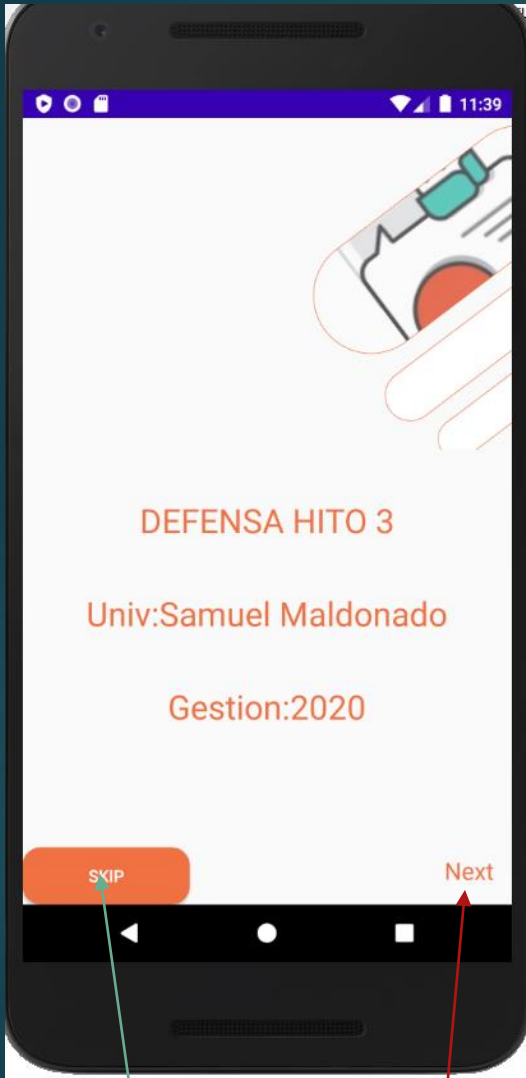 11:39
DEFENSA HITO 3
Univ:Samuel Maldonado
Gestion:2020
SKIP
Next